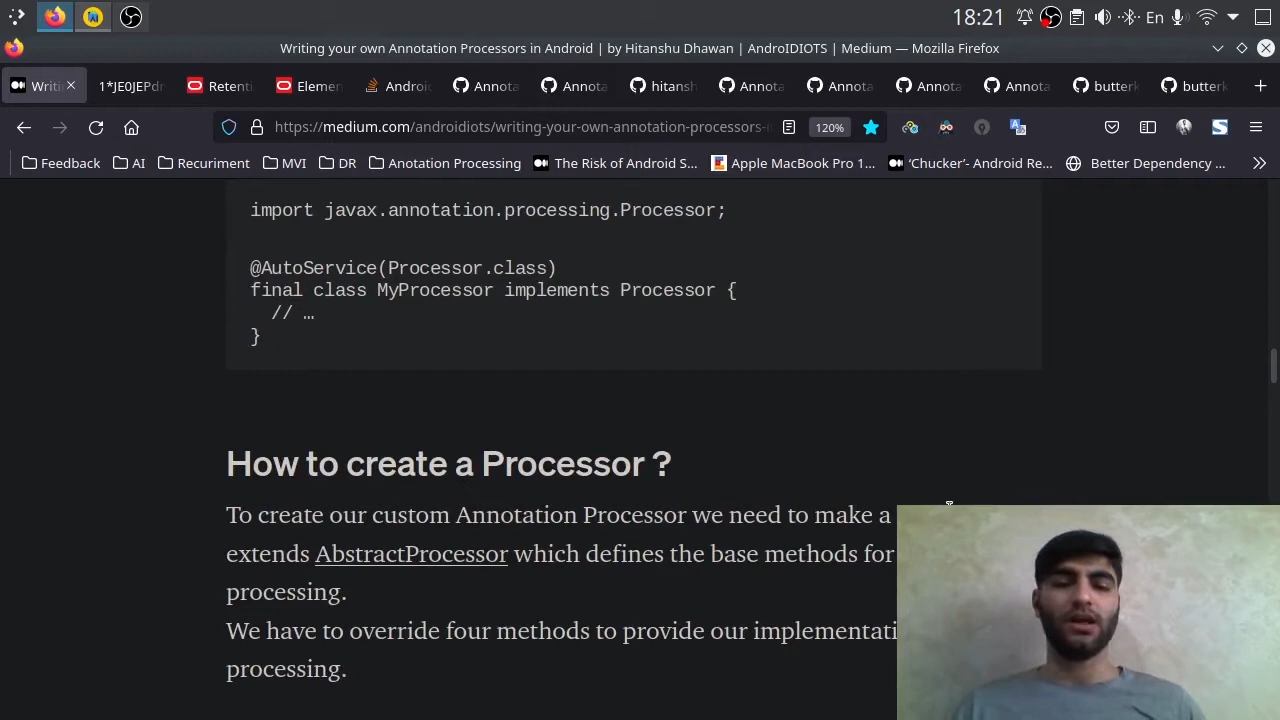 18:21
En
Writing your own Annotation Processors in Android | by Hitanshu Dhawan | AndroIDIOTS | Medium — Mozilla Firefox
Writi
1*JE0JEPdr
Retenti
Elemen
Androi
Annota
Annota
hitansh
Annota
Annota
Annota
Annota
butterk
butterk
https://medium.com/androidiots/writing-your-own-annotation-processors-i
120%
Feedback
AI
Recuriment
MVI
DR
Anotation Processing
The Risk of Android S...
Apple MacBook Pro 1...
‘Chucker’- Android Re...
Better Dependency ...
import javax.annotation.processing.Processor;
@AutoService(Processor.class)
final class MyProcessor implements Processor {
// …
}
How to create a Processor ?
To create our custom Annotation Processor we need to make a
extends AbstractProcessor which defines the base methods for
processing.
We have to override four methods to provide our implementati
processing.